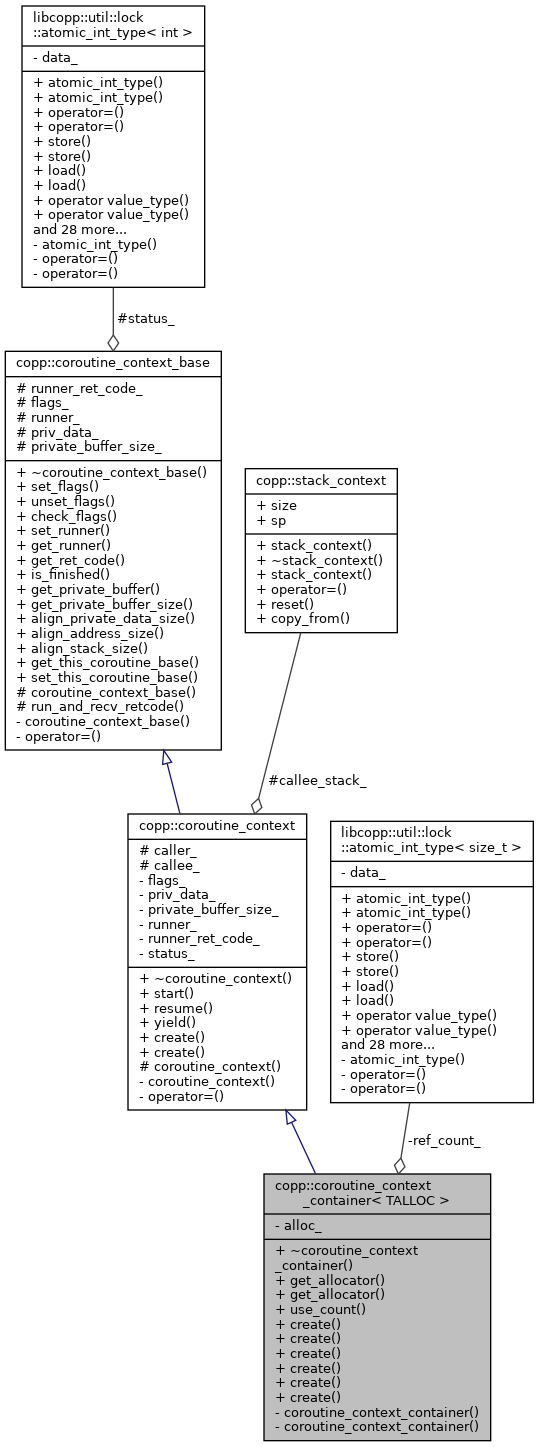 libcopp::util::lock
::atomic_int_type< int >
- data_
+ atomic_int_type()
+ atomic_int_type()
+ operator=()
+ operator=()
+ store()
+ store()
+ load()
+ load()
+ operator value_type()
+ operator value_type()
and 28 more...
- atomic_int_type()
- operator=()
- operator=()
#status_
copp::coroutine_context_base
# runner_ret_code_
# flags_
# runner_
# priv_data_
# private_buffer_size_
+ ~coroutine_context_base()
+ set_flags()
+ unset_flags()
+ check_flags()
+ set_runner()
+ get_runner()
+ get_ret_code()
+ is_finished()
+ get_private_buffer()
+ get_private_buffer_size()
+ align_private_data_size()
+ align_address_size()
+ align_stack_size()
+ get_this_coroutine_base()
+ set_this_coroutine_base()
# coroutine_context_base()
# run_and_recv_retcode()
- coroutine_context_base()
- operator=()
copp::stack_context
+ size
+ sp
+ stack_context()
+ ~stack_context()
+ stack_context()
+ operator=()
+ reset()
+ copy_from()
#callee_stack_
copp::coroutine_context
# caller_
# callee_
- flags_
- priv_data_
- private_buffer_size_
- runner_
- runner_ret_code_
- status_
+ ~coroutine_context()
+ start()
+ resume()
+ yield()
+ create()
+ create()
# coroutine_context()
- coroutine_context()
- operator=()
libcopp::util::lock
::atomic_int_type< size_t >
- data_
+ atomic_int_type()
+ atomic_int_type()
+ operator=()
+ operator=()
+ store()
+ store()
+ load()
+ load()
+ operator value_type()
+ operator value_type()
and 28 more...
- atomic_int_type()
- operator=()
- operator=()
-ref_count_
copp::coroutine_context
_container< TALLOC >
- alloc_
+ ~coroutine_context
_container()
+ get_allocator()
+ get_allocator()
+ use_count()
+ create()
+ create()
+ create()
+ create()
+ create()
+ create()
- coroutine_context_container()
- coroutine_context_container()